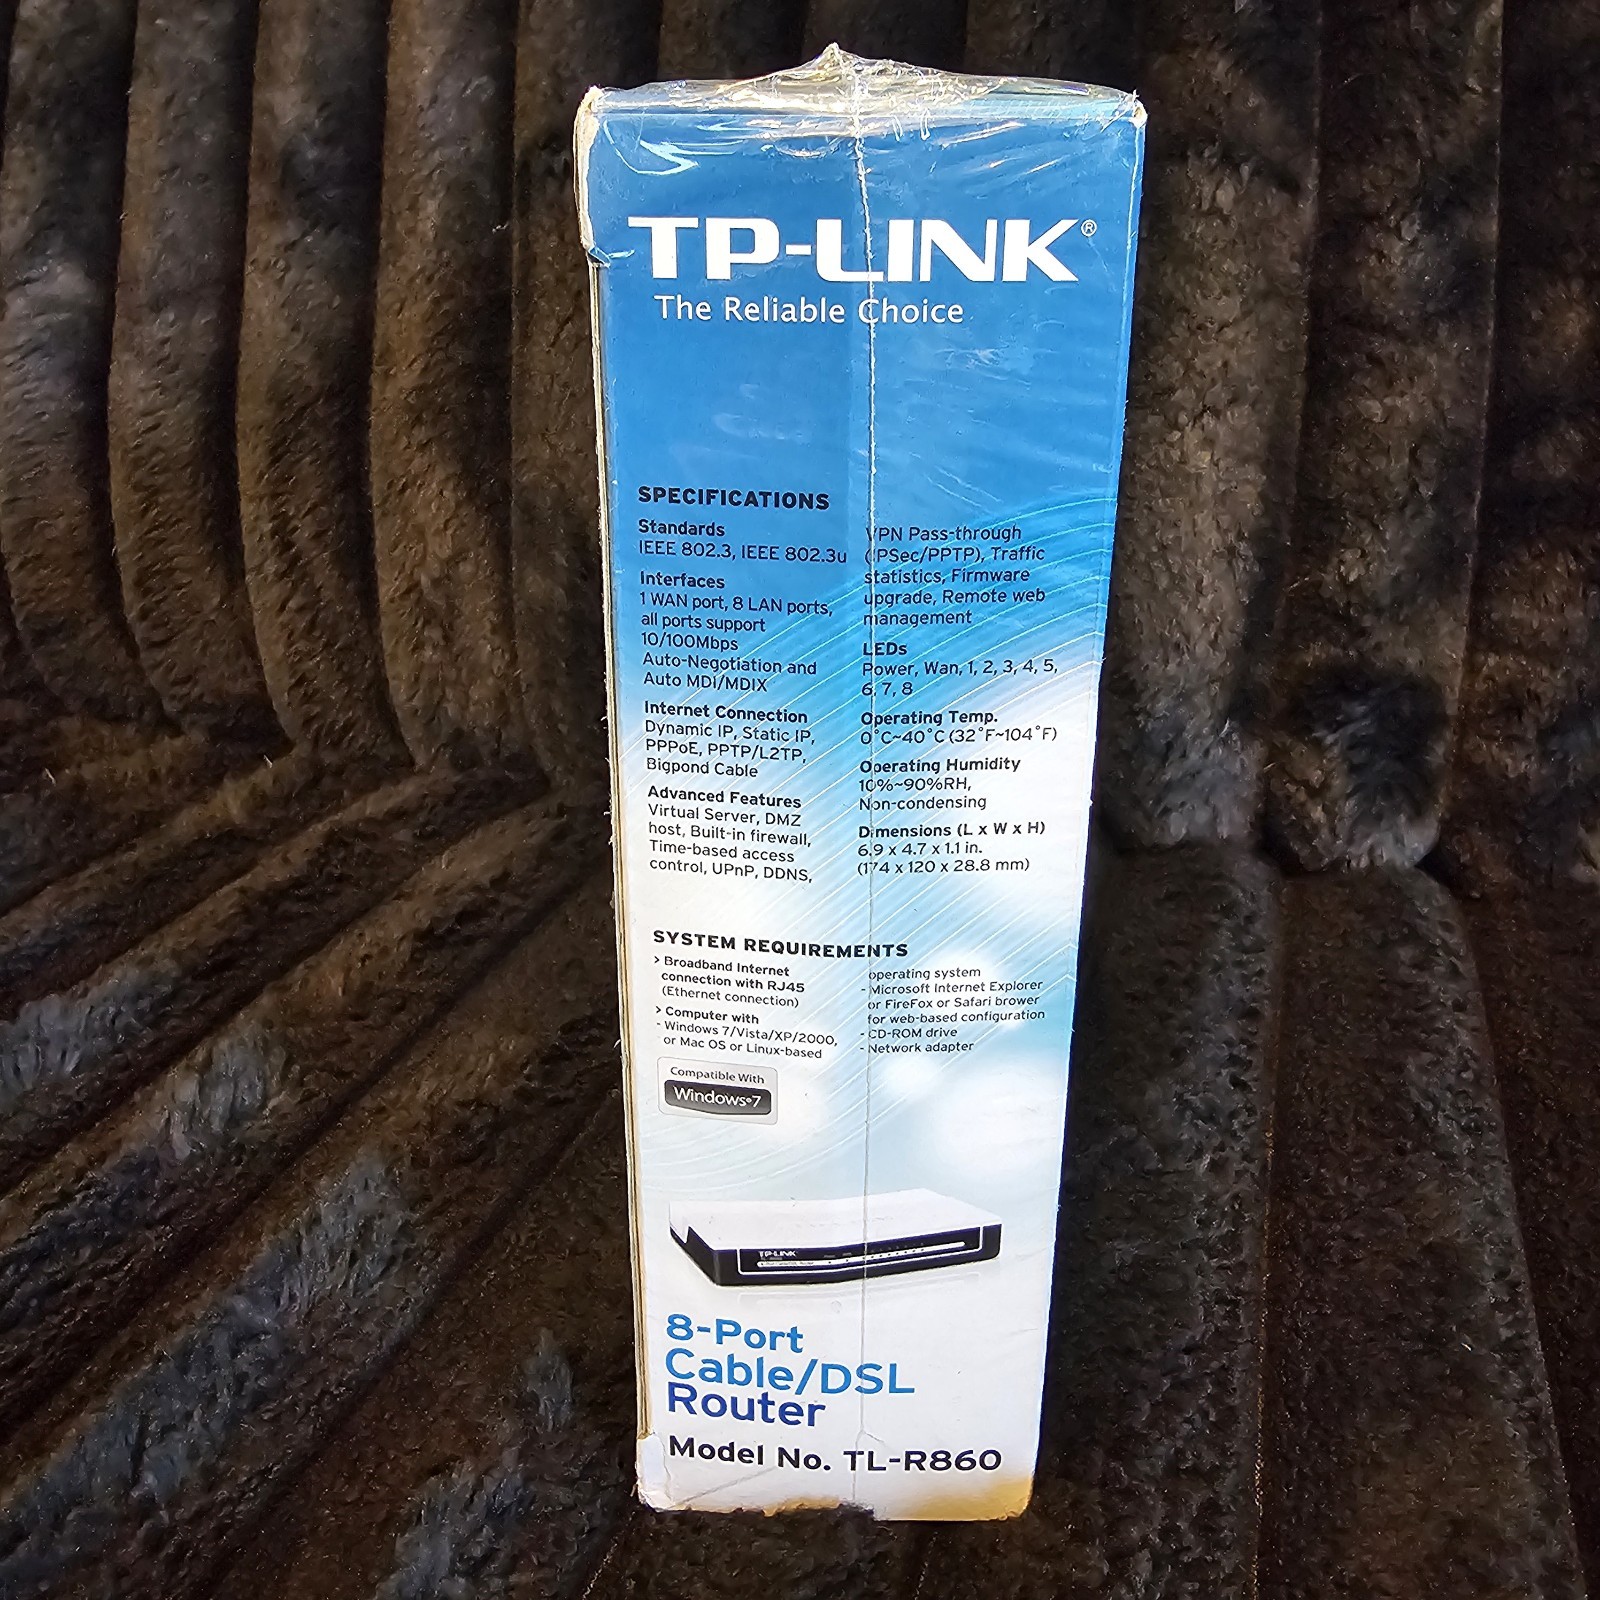 TP-LINK®
The Reliable Choice
SPECIFICATIONS
Standards
IEEE 802.3, IEEE 802.3u
Interfaces
1 WAN port, 8 LAN ports,
all ports support
10/100Mbps
Auto-Negotiation and
Auto MDI/MDIX
Internet Connection
Dynamic IP, Static IP,
PPPoE, PPTP/L2TP,
Bigpond Cable
Advanced Features
Virtual Server, DMZ
host, Built-in firewall,
Time-based access
control, UPnP, DDNS,
VPN Pass-through
(IPSec/PPTP), Traffic
statistics, Firmware
upgrade, Remote web
management
LEDs
Power, Wan, 1, 2, 3, 4, 5,
6, 7, 8
Operating Temp.
0°C~40°C (32°F~104°F)
Operating Humidity
10%~90%RH,
Non-condensing
Dimensions (L x W x H)
6.9 x 4.7 x 1.1 in.
(174 x 120 x 28.8 mm)
SYSTEM REQUIREMENTS
> Broadband Internet
connection with RJ45
(Ethernet connection)
> Computer with
- Windows 7/Vista/XP/2000,
or Mac OS or Linux-based
operating system
- Microsoft Internet Explorer
or FireFox or Safari brower
for web-based configuration
- CD-ROM drive
- Network adapter
Compatible With
Windows®7
TP-LINK
8-Port
Cable/DSL
Router
Model No. TL-R860